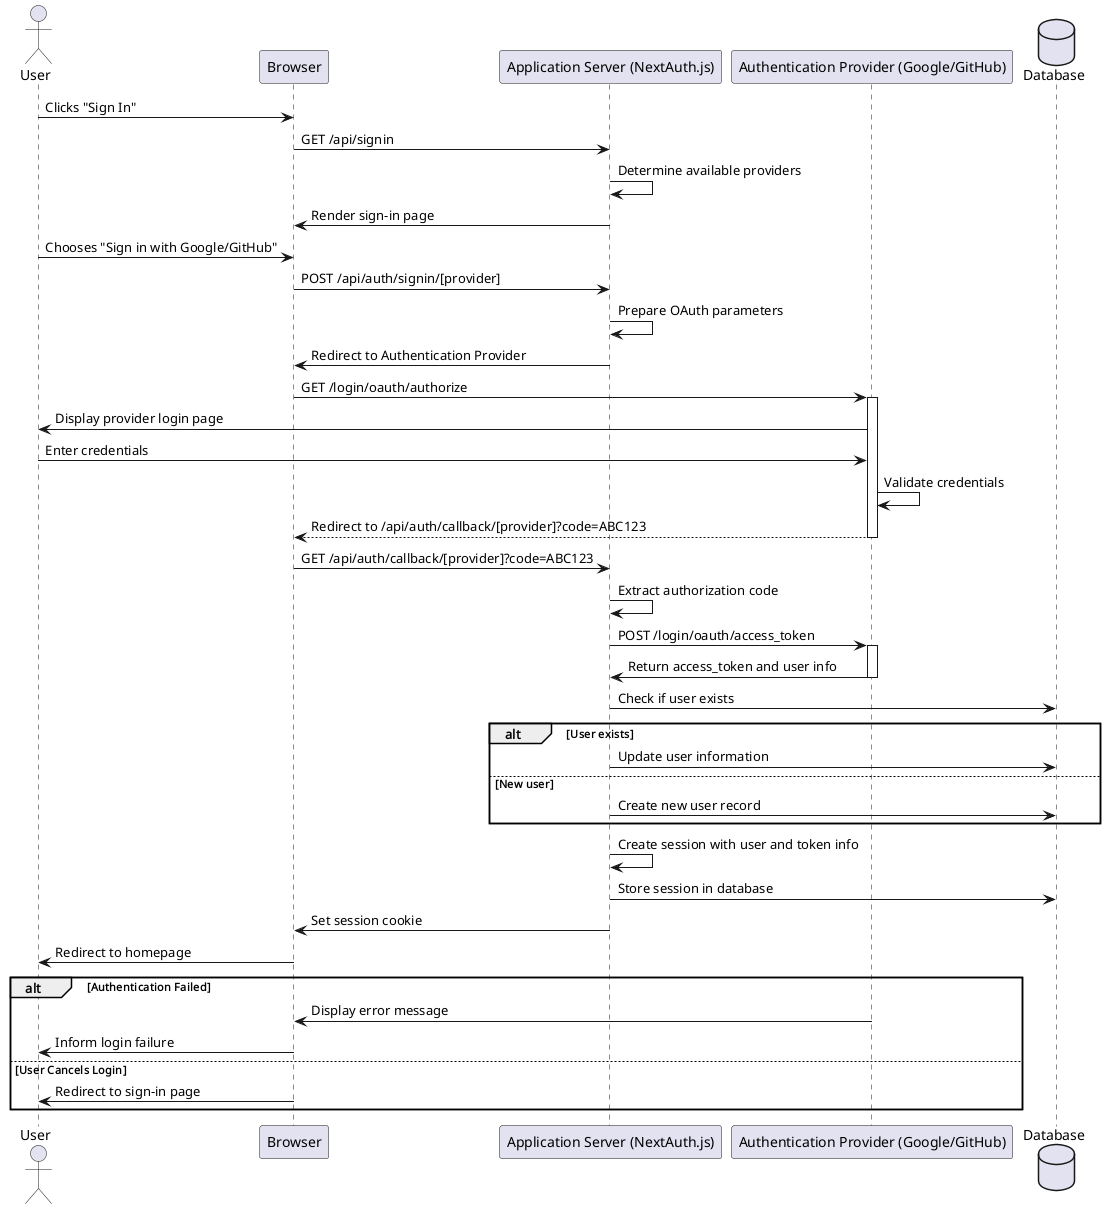 User
Browser
Application Server (NextAuth.js)
Authentication Provider (Google/GitHub)
Database
Clicks "Sign In"
GET /api/signin
Determine available providers
Render sign-in page
Chooses "Sign in with Google/GitHub"
POST /api/auth/signin/[provider]
Prepare OAuth parameters
Redirect to Authentication Provider
GET /login/oauth/authorize
Display provider login page
Enter credentials
Validate credentials
Redirect to /api/auth/callback/[provider]?code=ABC123
GET /api/auth/callback/[provider]?code=ABC123
Extract authorization code
POST /login/oauth/access_token
Return access_token and user info
Check if user exists
alt [User exists]
Update user information
[New user]
Create new user record
Create session with user and token info
Store session in database
Set session cookie
Redirect to homepage
alt [Authentication Failed]
Display error message
Inform login failure
[User Cancels Login]
Redirect to sign-in page
User
Browser
Application Server (NextAuth.js)
Authentication Provider (Google/GitHub)
Database